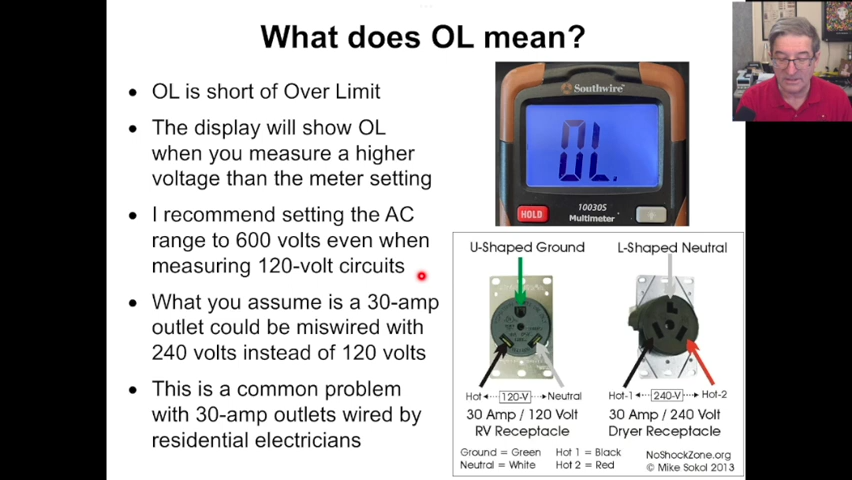 What does OL mean?
• OL is short of Over Limit
• The display will show OL
when you measure a higher
voltage than the meter setting
• I recommend setting the AC
range to 600 volts even when
measuring 120-volt circuits
• What you assume is a 30-amp
outlet could be miswired with
240 volts instead of 120 volts
• This is a common problem
with 30-amp outlets wired by
residential electricians
Southwire
OL.
HOLD
10030S
Multimeter
U-Shaped Ground
L-Shaped Neutral
Hot
120-V
Neutral
Hot-1
240-V
Hot-2
30 Amp / 120 Volt
RV Receptacle
30 Amp / 240 Volt
Dryer Receptacle
Ground = Green
Hot 1 = Black
Neutral = White
Hot 2 = Red
NoShockZone.org
© Mike Sokol 2013